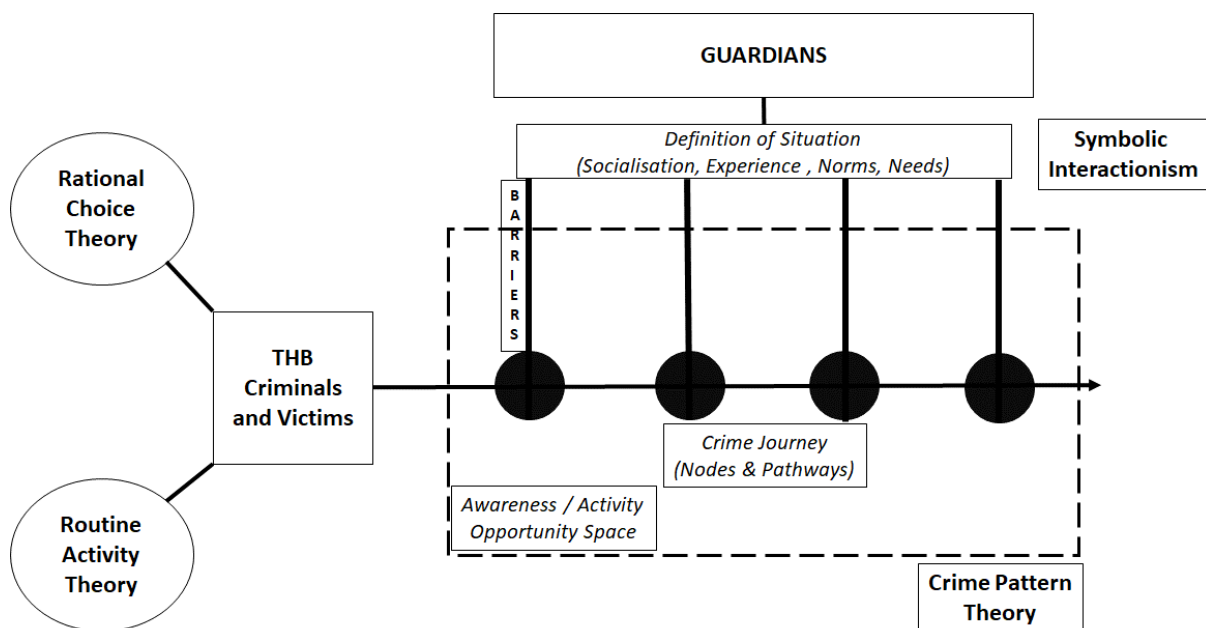 GUARDIANS
Definition of Situation
(Socialisation, Experience , Norms, Needs)
Symbolic
Interactionism
Rational
Choice
Theory
BARRIERS
THB
Criminals
and Victims
Crime Journey
(Nodes & Pathways)
Awareness / Activity
Opportunity Space
Routine
Activity
Theory
Crime Pattern
Theory